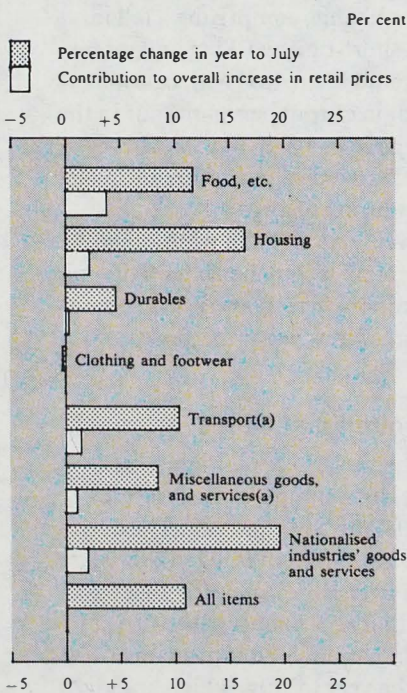 Per cent
Percentage change in year to July
Contribution to overall increase in retail prices
−5 0 +5 10 15 20 25
Food, etc.
Housing
Durables
Clothing and footwear
Transport(a)
Miscellaneous goods,
and services(a)
Nationalised
industries' goods
and services
All items
−5 0 +5 10 15 20 25